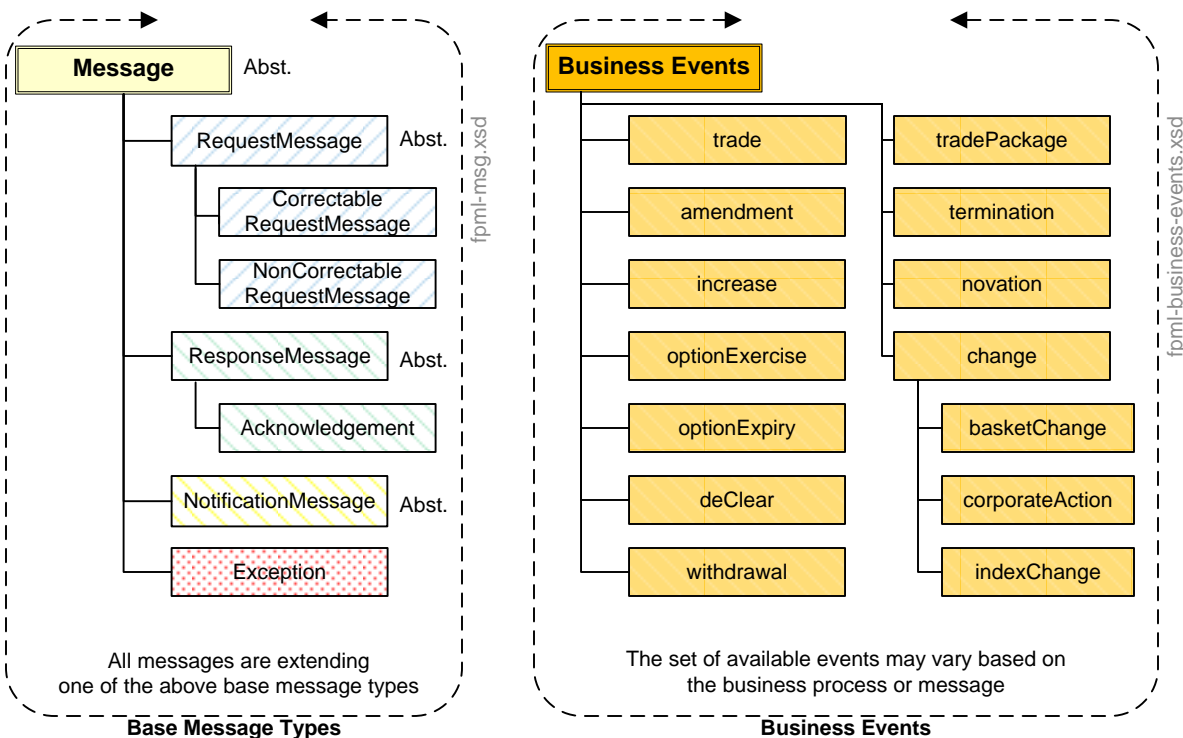 Message
Abst.
RequestMessage
Abst.
Correctable
RequestMessage
NonCorrectable
RequestMessage
ResponseMessage
Abst.
Acknowledgement
NotificationMessage
Abst.
Exception
All messages are extending
one of the above base message types
Base Message Types
fpml-msg.xsd
Business Events
trade
amendment
increase
optionExercise
optionExpiry
deClear
withdrawal
tradePackage
termination
novation
change
basketChange
corporateAction
indexChange
The set of available events may vary based on
the business process or message
Business Events
fpml-business-events.xsd